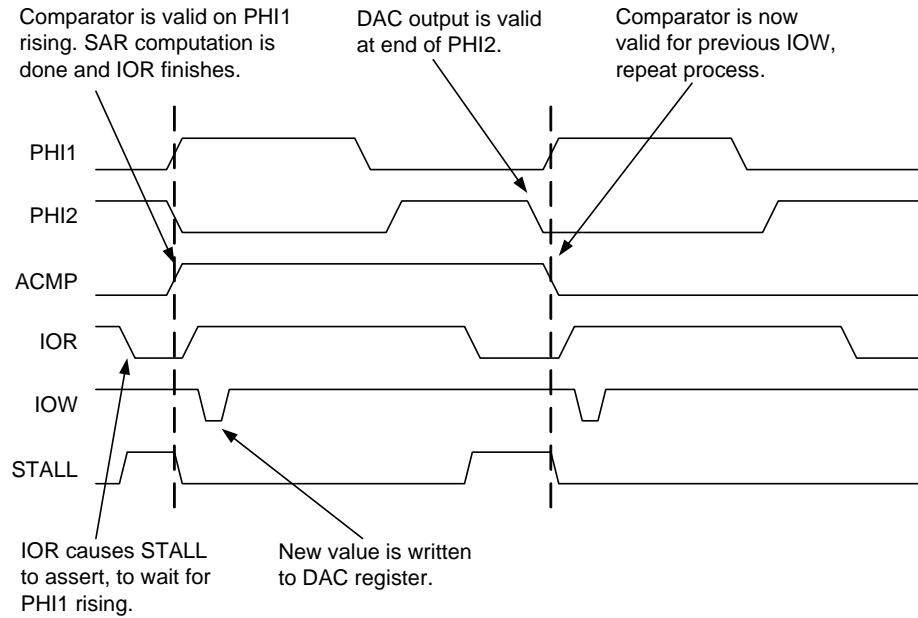 Comparator is valid on PHI1
rising. SAR computation is
done and IOR finishes.
DAC output is valid
at end of PHI2.
Comparator is now
valid for previous IOW,
repeat process.
PHI1
PHI2
ACMP
IOR
IOW
STALL
IOR causes STALL
to assert, to wait for
PHI1 rising.
New value is written
to DAC register.